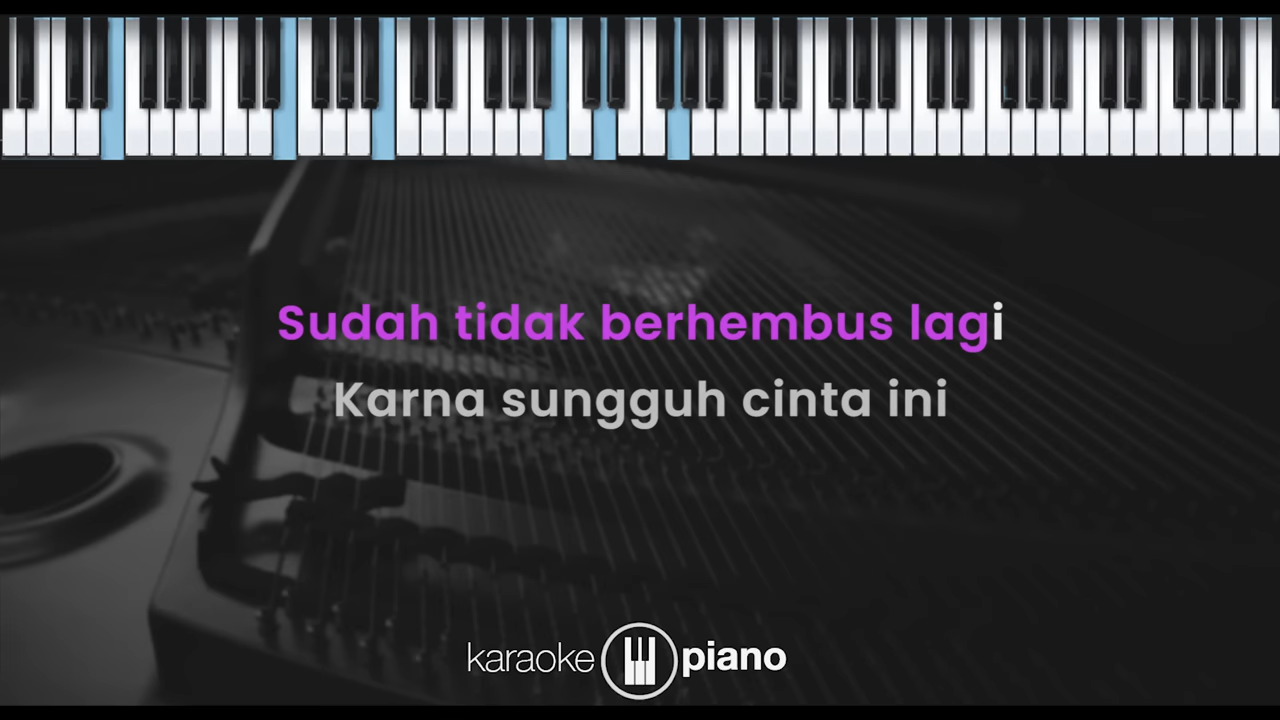 Sudah tidak berhembus lagi
Karna sungguh cinta ini
karaoke piano